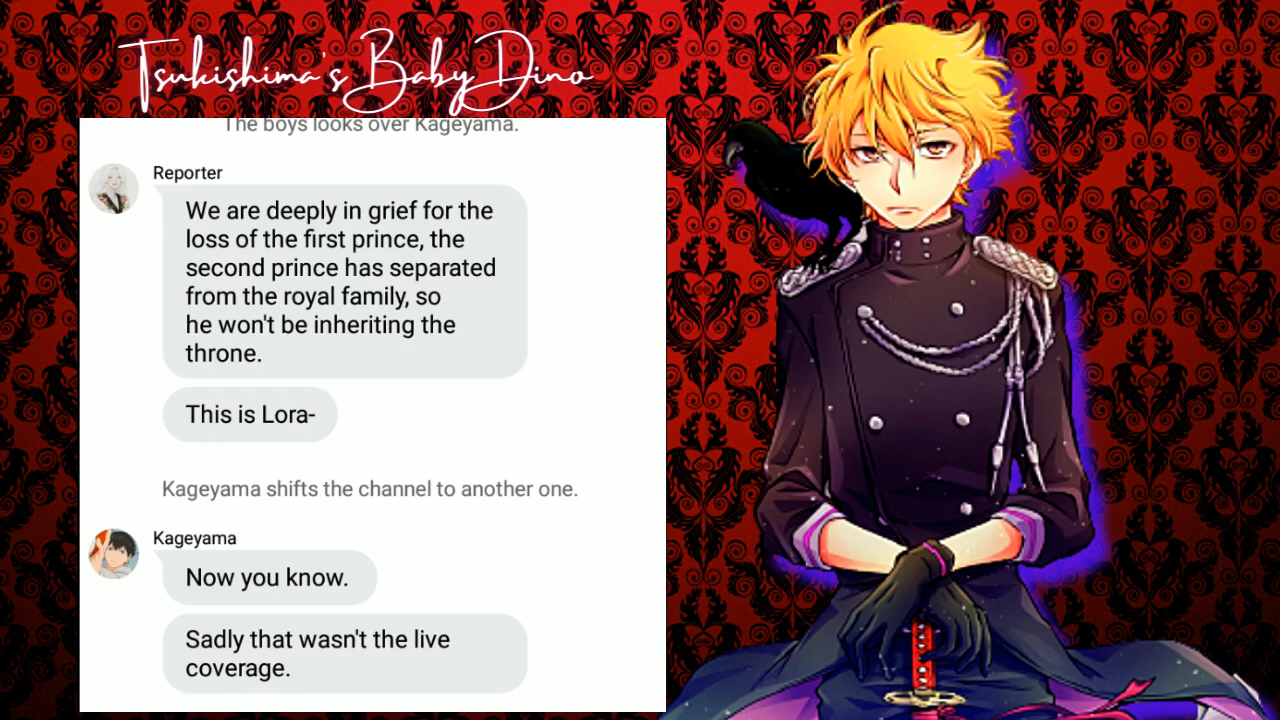 Tsukishima's Baby Dino
The boys looks over Kageyama.
Reporter
We are deeply in grief for the
loss of the first prince, the
second prince has separated
from the royal family, so
he won't be inheriting the
throne.
This is Lora-
Kageyama shifts the channel to another one.
Kageyama
Now you know.
Sadly that wasn't the live
coverage.